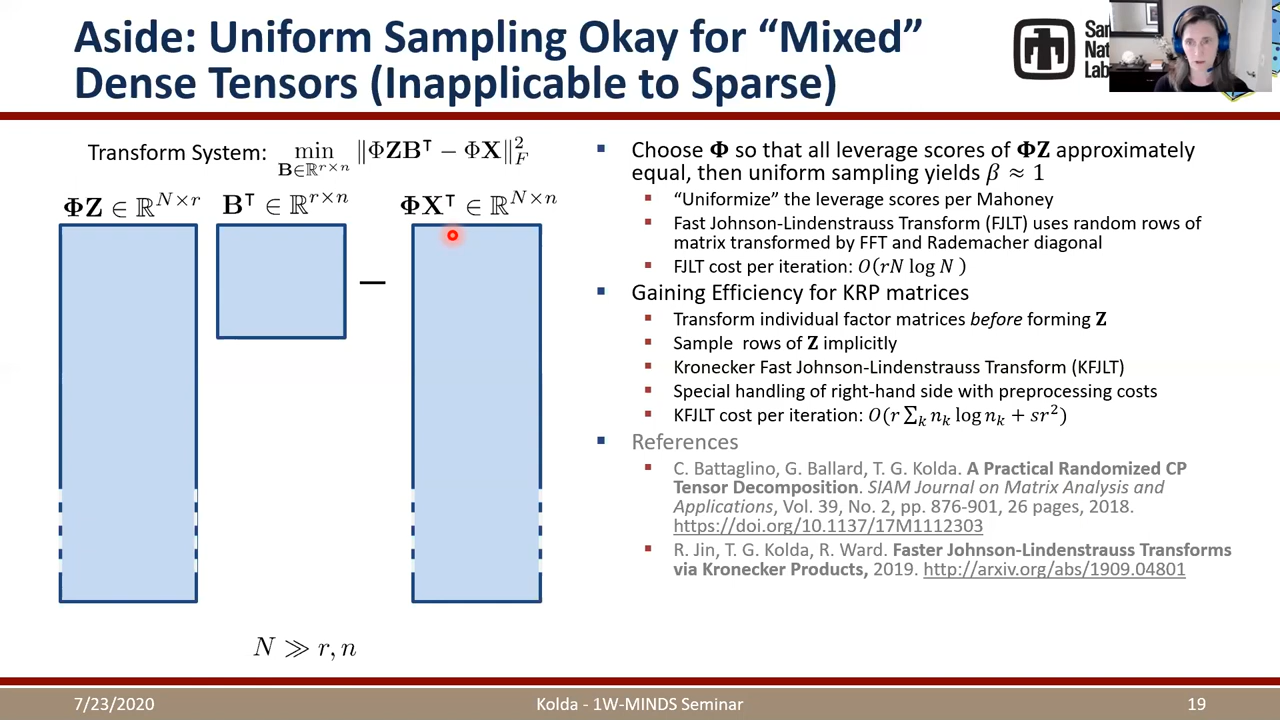 Aside: Uniform Sampling Okay for “Mixed”
Dense Tensors (Inapplicable to Sparse)
Transform System: min_{B∈ℝ^{r×n}} ‖ΦZB^⊤ − ΦX‖_F^2
ΦZ ∈ ℝ^{N×r} B^⊤ ∈ ℝ^{r×n} ΦX^⊤ ∈ ℝ^{N×n}
−
N ≫ r, n
Choose Φ so that all leverage scores of ΦZ approximately
equal, then uniform sampling yields β ≈ 1
“Uniformize” the leverage scores per Mahoney
Fast Johnson-Lindenstrauss Transform (FJLT) uses random rows of
matrix transformed by FFT and Rademacher diagonal
FJLT cost per iteration: O(rN log N )
Gaining Efficiency for KRP matrices
Transform individual factor matrices before forming Z
Sample rows of Z implicitly
Kronecker Fast Johnson-Lindenstrauss Transform (KFJLT)
Special handling of right-hand side with preprocessing costs
KFJLT cost per iteration: O(r ∑_k n_k log n_k + sr^2)
References
C. Battaglino, G. Ballard, T. G. Kolda. A Practical Randomized CP
Tensor Decomposition. SIAM Journal on Matrix Analysis and
Applications, Vol. 39, No. 2, pp. 876-901, 26 pages, 2018.
https://doi.org/10.1137/17M1112303
R. Jin, T. G. Kolda, R. Ward. Faster Johnson-Lindenstrauss Transforms
via Kronecker Products, 2019. http://arxiv.org/abs/1909.04801
7/23/2020 Kolda - 1W-MINDS Seminar 19